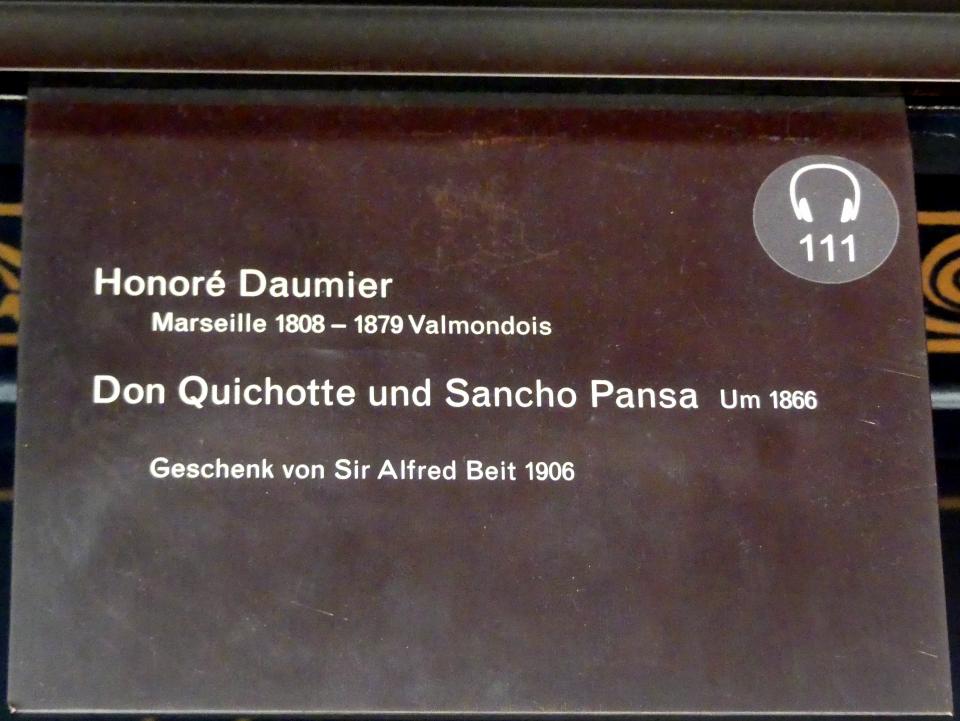 111
Honoré Daumier
Marseille 1808 – 1879 Valmondois
Don Quichotte und Sancho Pansa Um 1866
Geschenk von Sir Alfred Beit 1906